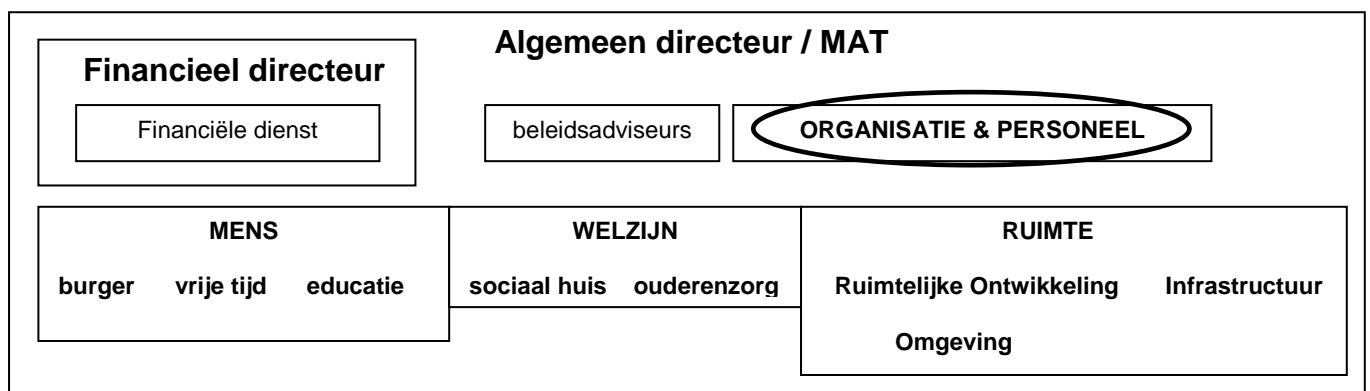 Algemeen directeur / MAT
Financieel directeur
Financiële dienst
beleidsadviseurs
ORGANISATIE & PERSONEEL
MENS
burger vrije tijd educatie
WELZIJN
sociaal huis ouderenzorg
RUIMTE
Ruimtelijke Ontwikkeling Infrastructuur
Omgeving